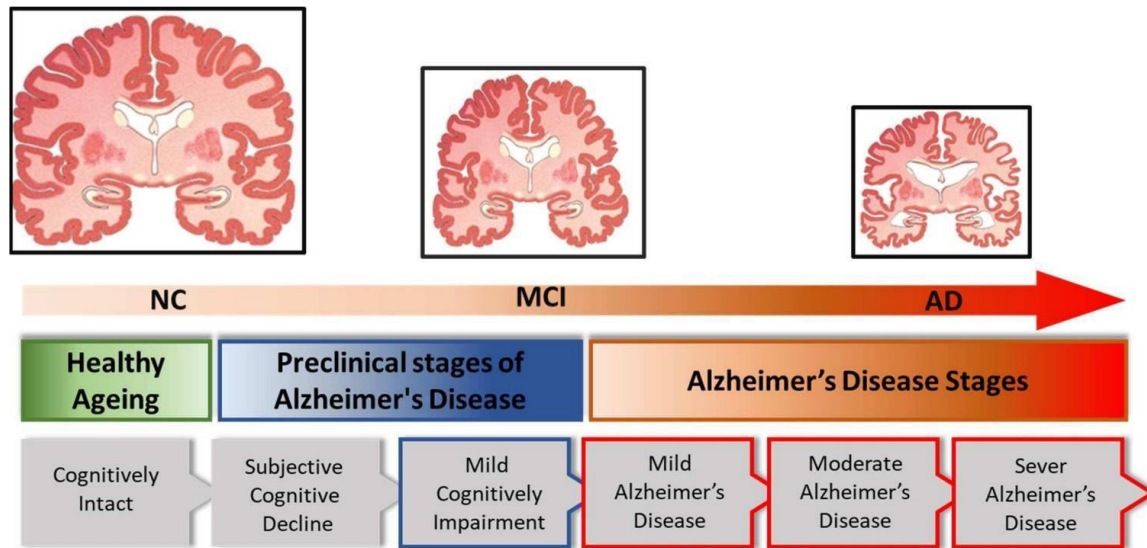 NC
MCI
AD
Healthy
Ageing
Preclinical stages of
Alzheimer's Disease
Alzheimer’s Disease Stages
Cognitively
Intact
Subjective
Cognitive
Decline
Mild
Cognitively
Impairment
Mild
Alzheimer’s
Disease
Moderate
Alzheimer’s
Disease
Sever
Alzheimer’s
Disease